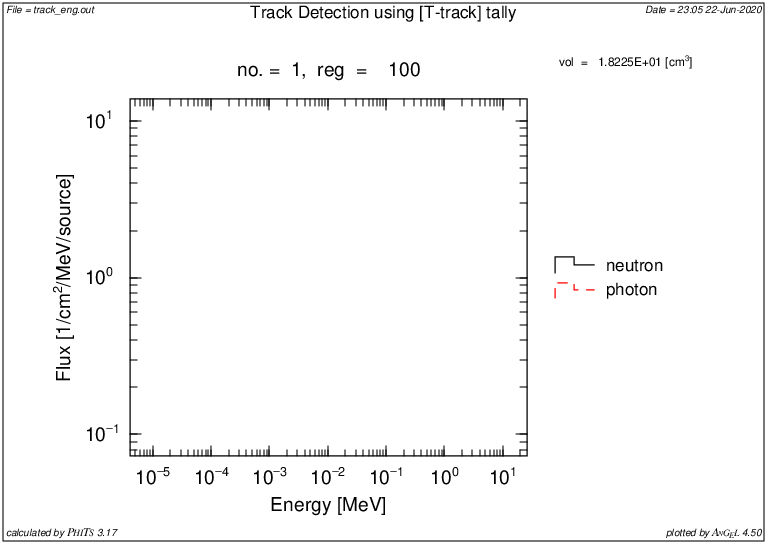 File = track_eng.out
Track Detection using [T-track] tally
Date = 23:05 22-Jun-2020
no. = 1, reg = 100
vol = 1.8225E+01 [cm³]
10¹
10⁰
10⁻¹
Flux [1/cm²/MeV/source]
neutron
photon
10⁻⁵ 10⁻⁴ 10⁻³ 10⁻² 10⁻¹ 10⁰ 10¹
Energy [MeV]
calculated by PHITS 3.17
plotted by ANGEL 4.50